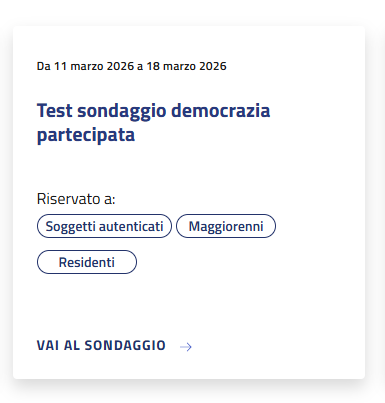 Da 11 marzo 2026 a 18 marzo 2026
Test sondaggio democrazia
partecipata
Riservato a:
Soggetti autenticati Maggiorenni
Residenti
VAI AL SONDAGGIO →